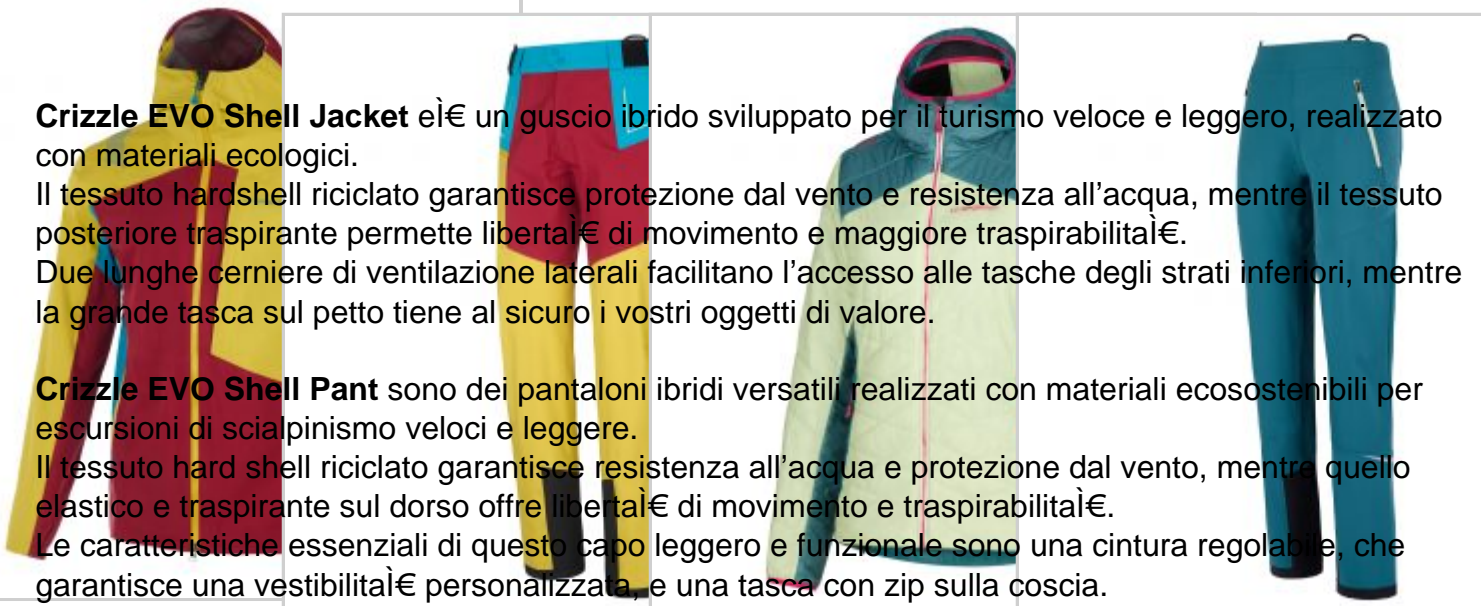 Crizzle EVO Shell Jacket eÌ€ un guscio ibrido sviluppato per il turismo veloce e leggero, realizzato
con materiali ecologici.
Il tessuto hardshell riciclato garantisce protezione dal vento e resistenza all’acqua, mentre il tessuto
posteriore traspirante permette libertaÌ€ di movimento e maggiore traspirabilitaÌ€.
Due lunghe cerniere di ventilazione laterali facilitano l’accesso alle tasche degli strati inferiori, mentre
la grande tasca sul petto tiene al sicuro i vostri oggetti di valore.
Crizzle EVO Shell Pant sono dei pantaloni ibridi versatili realizzati con materiali ecosostenibili per
escursioni di scialpinismo veloci e leggere.
Il tessuto hard shell riciclato garantisce resistenza all’acqua e protezione dal vento, mentre quello
elastico e traspirante sul dorso offre libertaÌ€ di movimento e traspirabilitaÌ€.
Le caratteristiche essenziali di questo capo leggero e funzionale sono una cintura regolabile, che
garantisce una vestibilitaÌ€ personalizzata, e una tasca con zip sulla coscia.